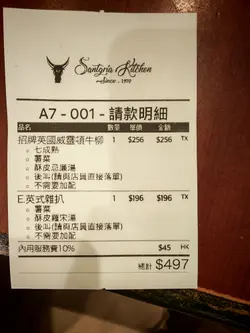 Santgria Kitchen
Since . 1970
A7 - 001 - 請款明細
品名 數量 單價 金額
招牌英國威靈頓牛柳 1 $256 $256 TX
七成熟
薯菜
酥皮忌廉湯
後叫(請與店員直接落單)
不需要加配
E.英式雜扒 1 $196 $196 TX
薯菜
酥皮羅宋湯
後叫(請與店員直接落單)
不需要加配
內用服務費10% $45 HK
總計 $497